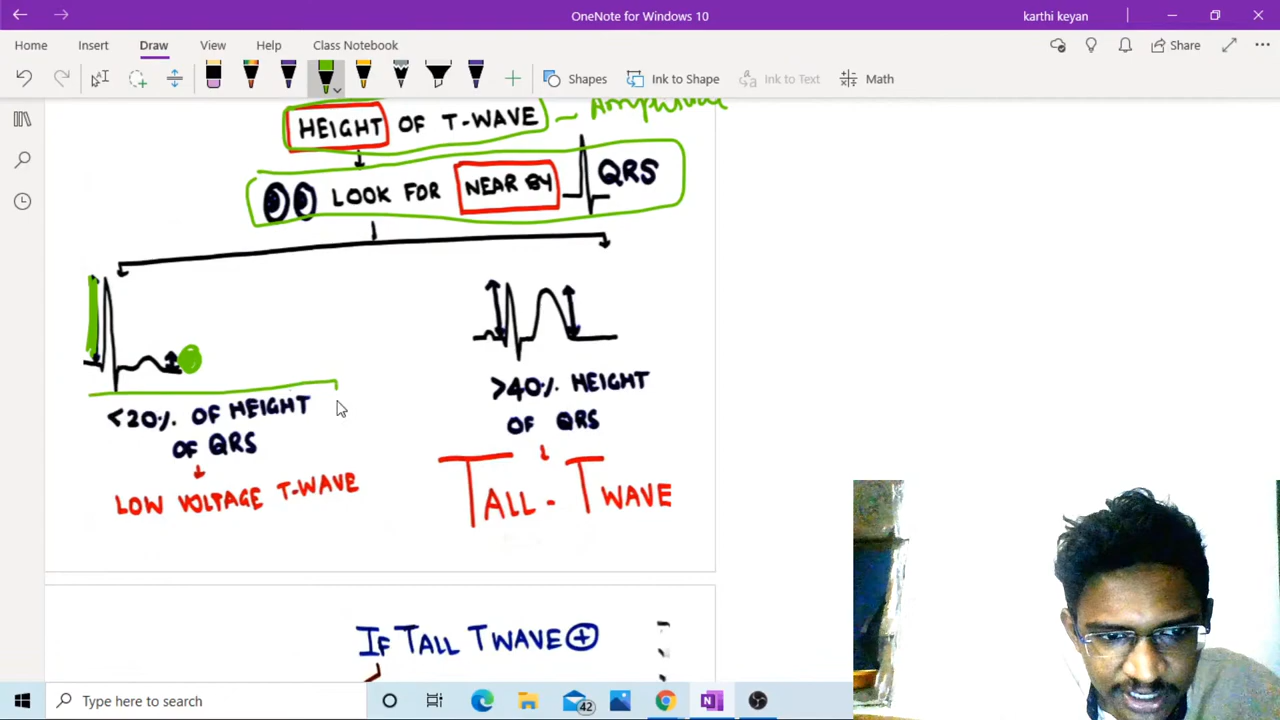 OneNote for Windows 10
karthi keyan
Home Insert Draw View Help Class Notebook
Share
Shapes
Ink to Shape
Ink to Text
Math
Amplitude
HEIGHT OF T-WAVE
LOOK FOR NEAR BY QRS
<20%. OF HEIGHT
OF QRS
LOW VOLTAGE T-WAVE
>40%. HEIGHT
OF QRS
TALL - T WAVE
IF TALL T WAVE +
Type here to search
42